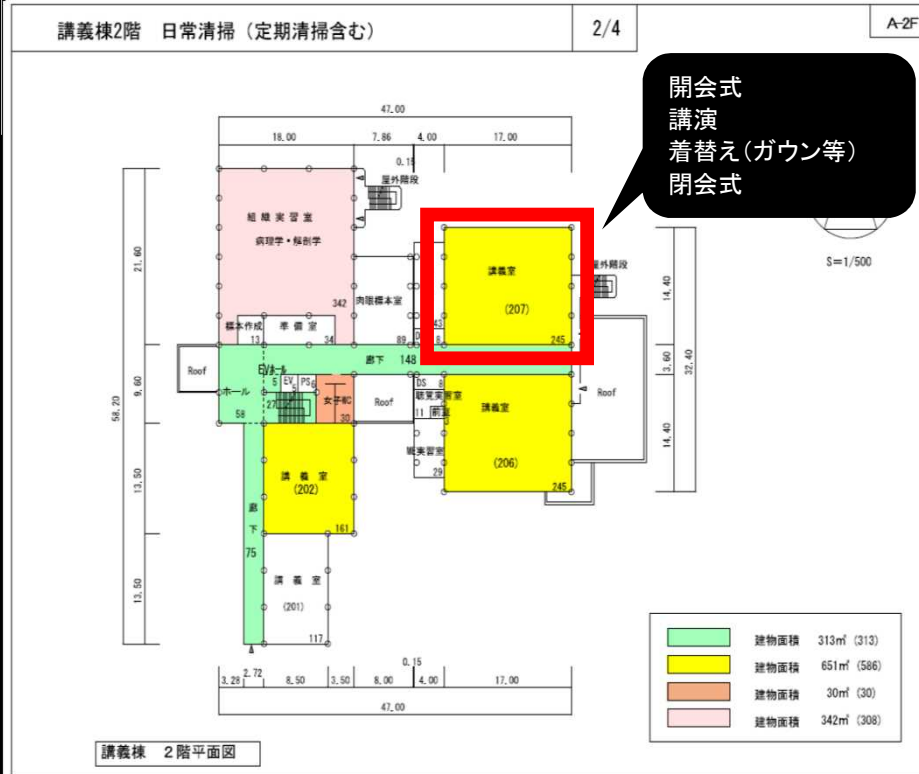 講義棟2階 日常清掃(定期清掃含む)
2/4
A-2F
開会式
講演
着替え(ガウン等)
閉会式
S=1/500
47.00
18.00
7.86
4.00
17.00
0.15
屋外階段
組織実習室
病理学・解剖学
342
21.60
肉眼標本室
89
講義室
(207)
245
43
8
屋外階段
14.40
標本作成
13
準備室
34
Roof
廊下 148
3.60
32.40
EVホール
5
EV
5
PS
6
ホール
58
27
女子WC
30
Roof
DS 8
聴覚実習室
11
前室
講義室
(206)
245
Roof
14.40
9.60
58.20
29
講義室
(202)
161
13.50
廊下
75
講義室
(201)
117
13.50
3.28
2.72
8.50
3.50
8.00
0.15
4.00
17.00
47.00
建物面積 313㎡ (313)
建物面積 651㎡ (586)
建物面積 30㎡ (30)
建物面積 342㎡ (308)
講義棟 2階平面図